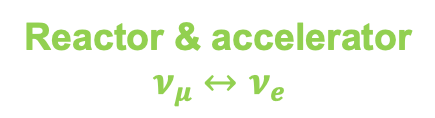 Reactor & accelerator
𝝂𝝁 ↔ 𝝂𝒆